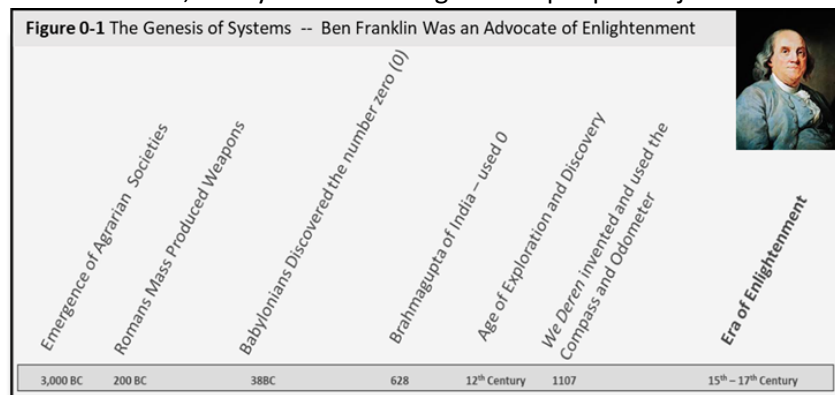 Figure 0-1 The Genesis of Systems -- Ben Franklin Was an Advocate of Enlightenment
Emergence of Agrarian Societies
Romans Mass Produced Weapons
Babylonians Discovered the number zero (0)
Brahmagupta of India – used 0
Age of Exploration and Discovery
We Deren invented and used the
Compass and Odometer
Era of Enlightenment
3,000 BC 200 BC 38BC 628 12th Century 1107 15th – 17th Century